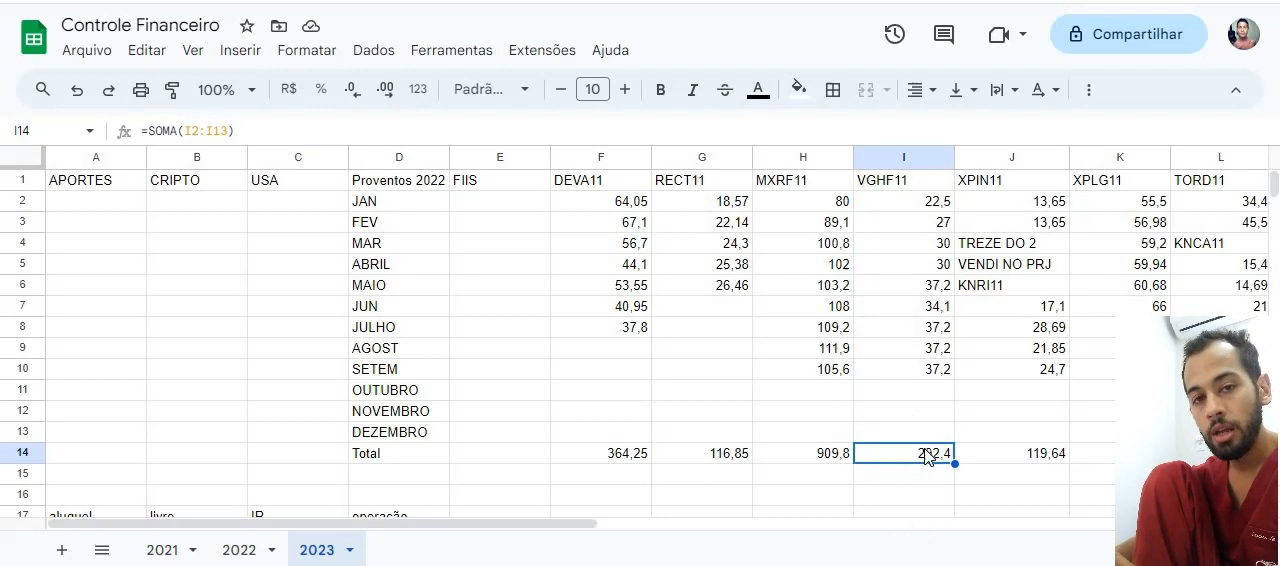 Controle Financeiro
Arquivo Editar Ver Inserir Formatar Dados Ferramentas Extensões Ajuda
Compartilhar
100% R$ % .0 .00 123 Padrã... 10 B I S A A
I14 fx =SOMA(I2:I13)
A B C D E F G H I J K L
1 APORTES CRIPTO USA Proventos 2022 FIIS DEVA11 RECT11 MXRF11 VGHF11 XPIN11 XPLG11 TORD11
2 JAN 64,05 18,57 80 22,5 13,65 55,5 34,4
3 FEV 67,1 22,14 89,1 27 13,65 56,98 45,5
4 MAR 56,7 24,3 100,8 30 TREZE DO 2 59,2 KNCA11
5 ABRIL 44,1 25,38 102 30 VENDI NO PRJ 59,94 15,4
6 MAIO 53,55 26,46 103,2 37,2 KNRI11 60,68 14,69
7 JUN 40,95 108 34,1 17,1 66 21
8 JULHO 37,8 109,2 37,2 28,69
9 AGOST 111,9 37,2 21,85
10 SETEM 105,6 37,2 24,7
11 OUTUBRO
12 NOVEMBRO
13 DEZEMBRO
14 Total 364,25 116,85 909,8 292,4 119,64
15
16
17 aluguel livre IR operação
2021 2022 2023